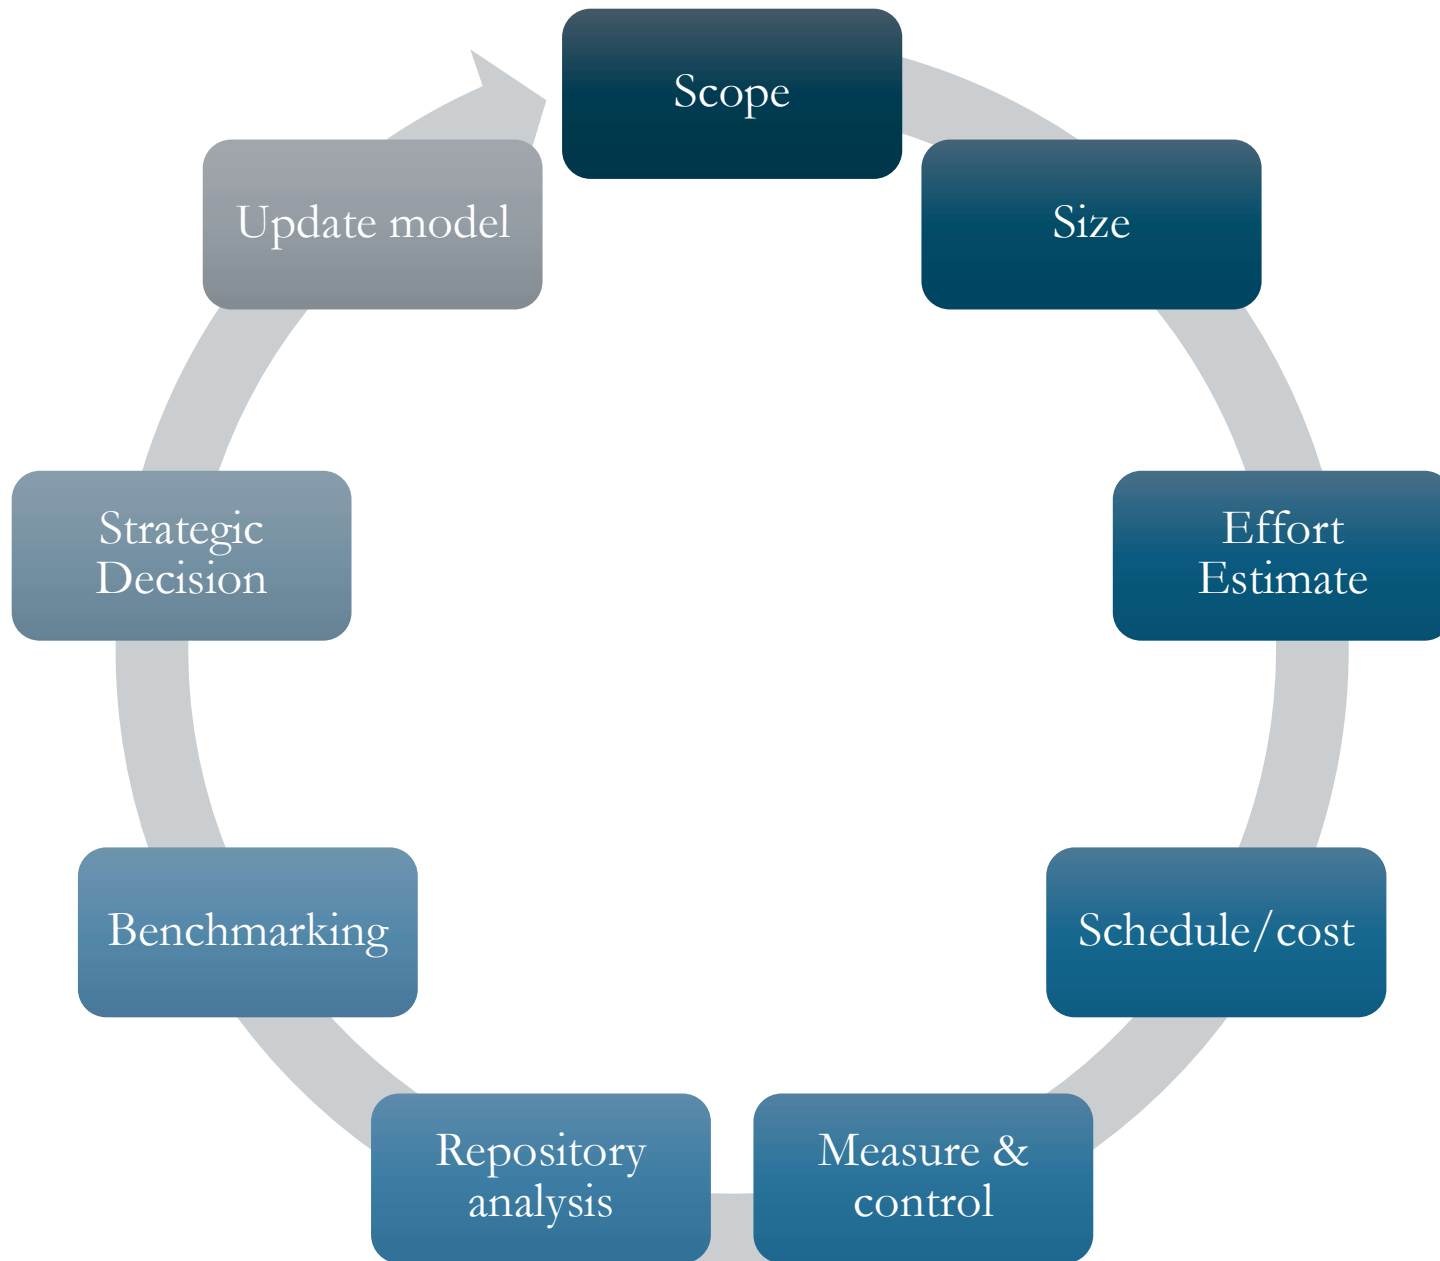 Scope
Size
Effort
Estimate
Schedule/cost
Measure &
control
Repository
analysis
Benchmarking
Strategic
Decision
Update model